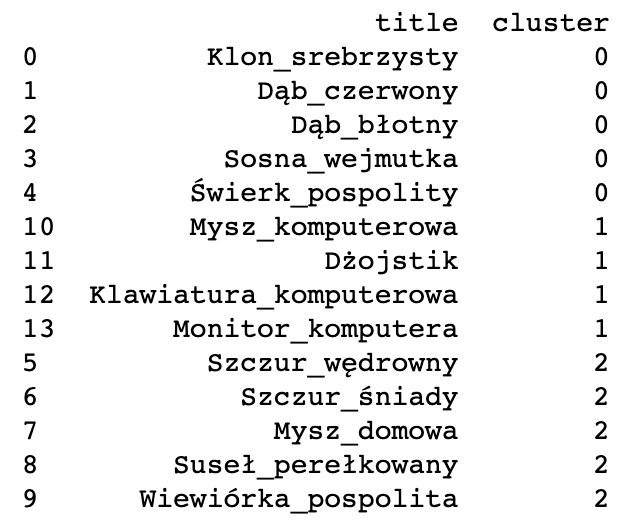 title cluster
0 Klon_srebrzysty 0
1 Dąb_czerwony 0
2 Dąb_błotny 0
3 Sosna_wejmutka 0
4 Świerk_pospolity 0
10 Mysz_komputerowa 1
11 Dżojstik 1
12 Klawiatura_komputerowa 1
13 Monitor_komputera 1
5 Szczur_wędrowny 2
6 Szczur_śniady 2
7 Mysz_domowa 2
8 Suseł_perełkowany 2
9 Wiewiórka_pospolita 2